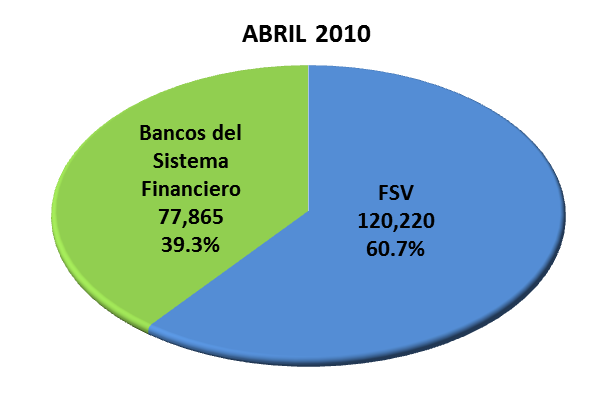 ABRIL 2010
Bancos del
Sistema
Financiero
77,865
39.3%
FSV
120,220
60.7%